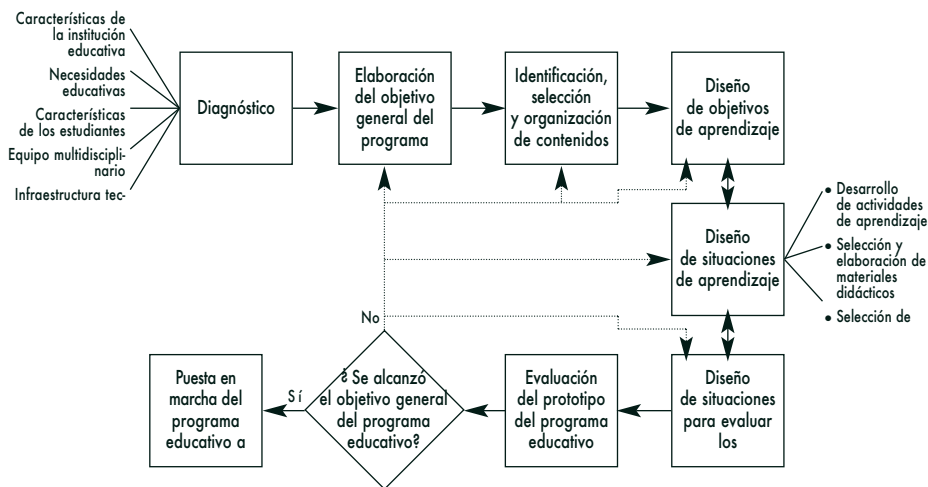 Características de
la institución
educativa
Necesidades
educativas
Características
de los estudiantes
Equipo multidiscipli-
nario
Infraestructura tec-
Diagnóstico
Elaboración
del objetivo
general del
programa
Identificación,
selección
y organización
de contenidos
Diseño
de objetivos
de aprendizaje
Diseño
de situaciones
de aprendizaje
• Desarrollo
de actividades
de aprendizaje
• Selección y
elaboración de
materiales
didácticos
• Selección de
No
Puesta en
marcha del
programa
educativo a
Sí
¿ Se alcanzó
el objetivo general
del programa
educativo?
Evaluación
del prototipo
del programa
educativo
Diseño
de situaciones
para evaluar
los